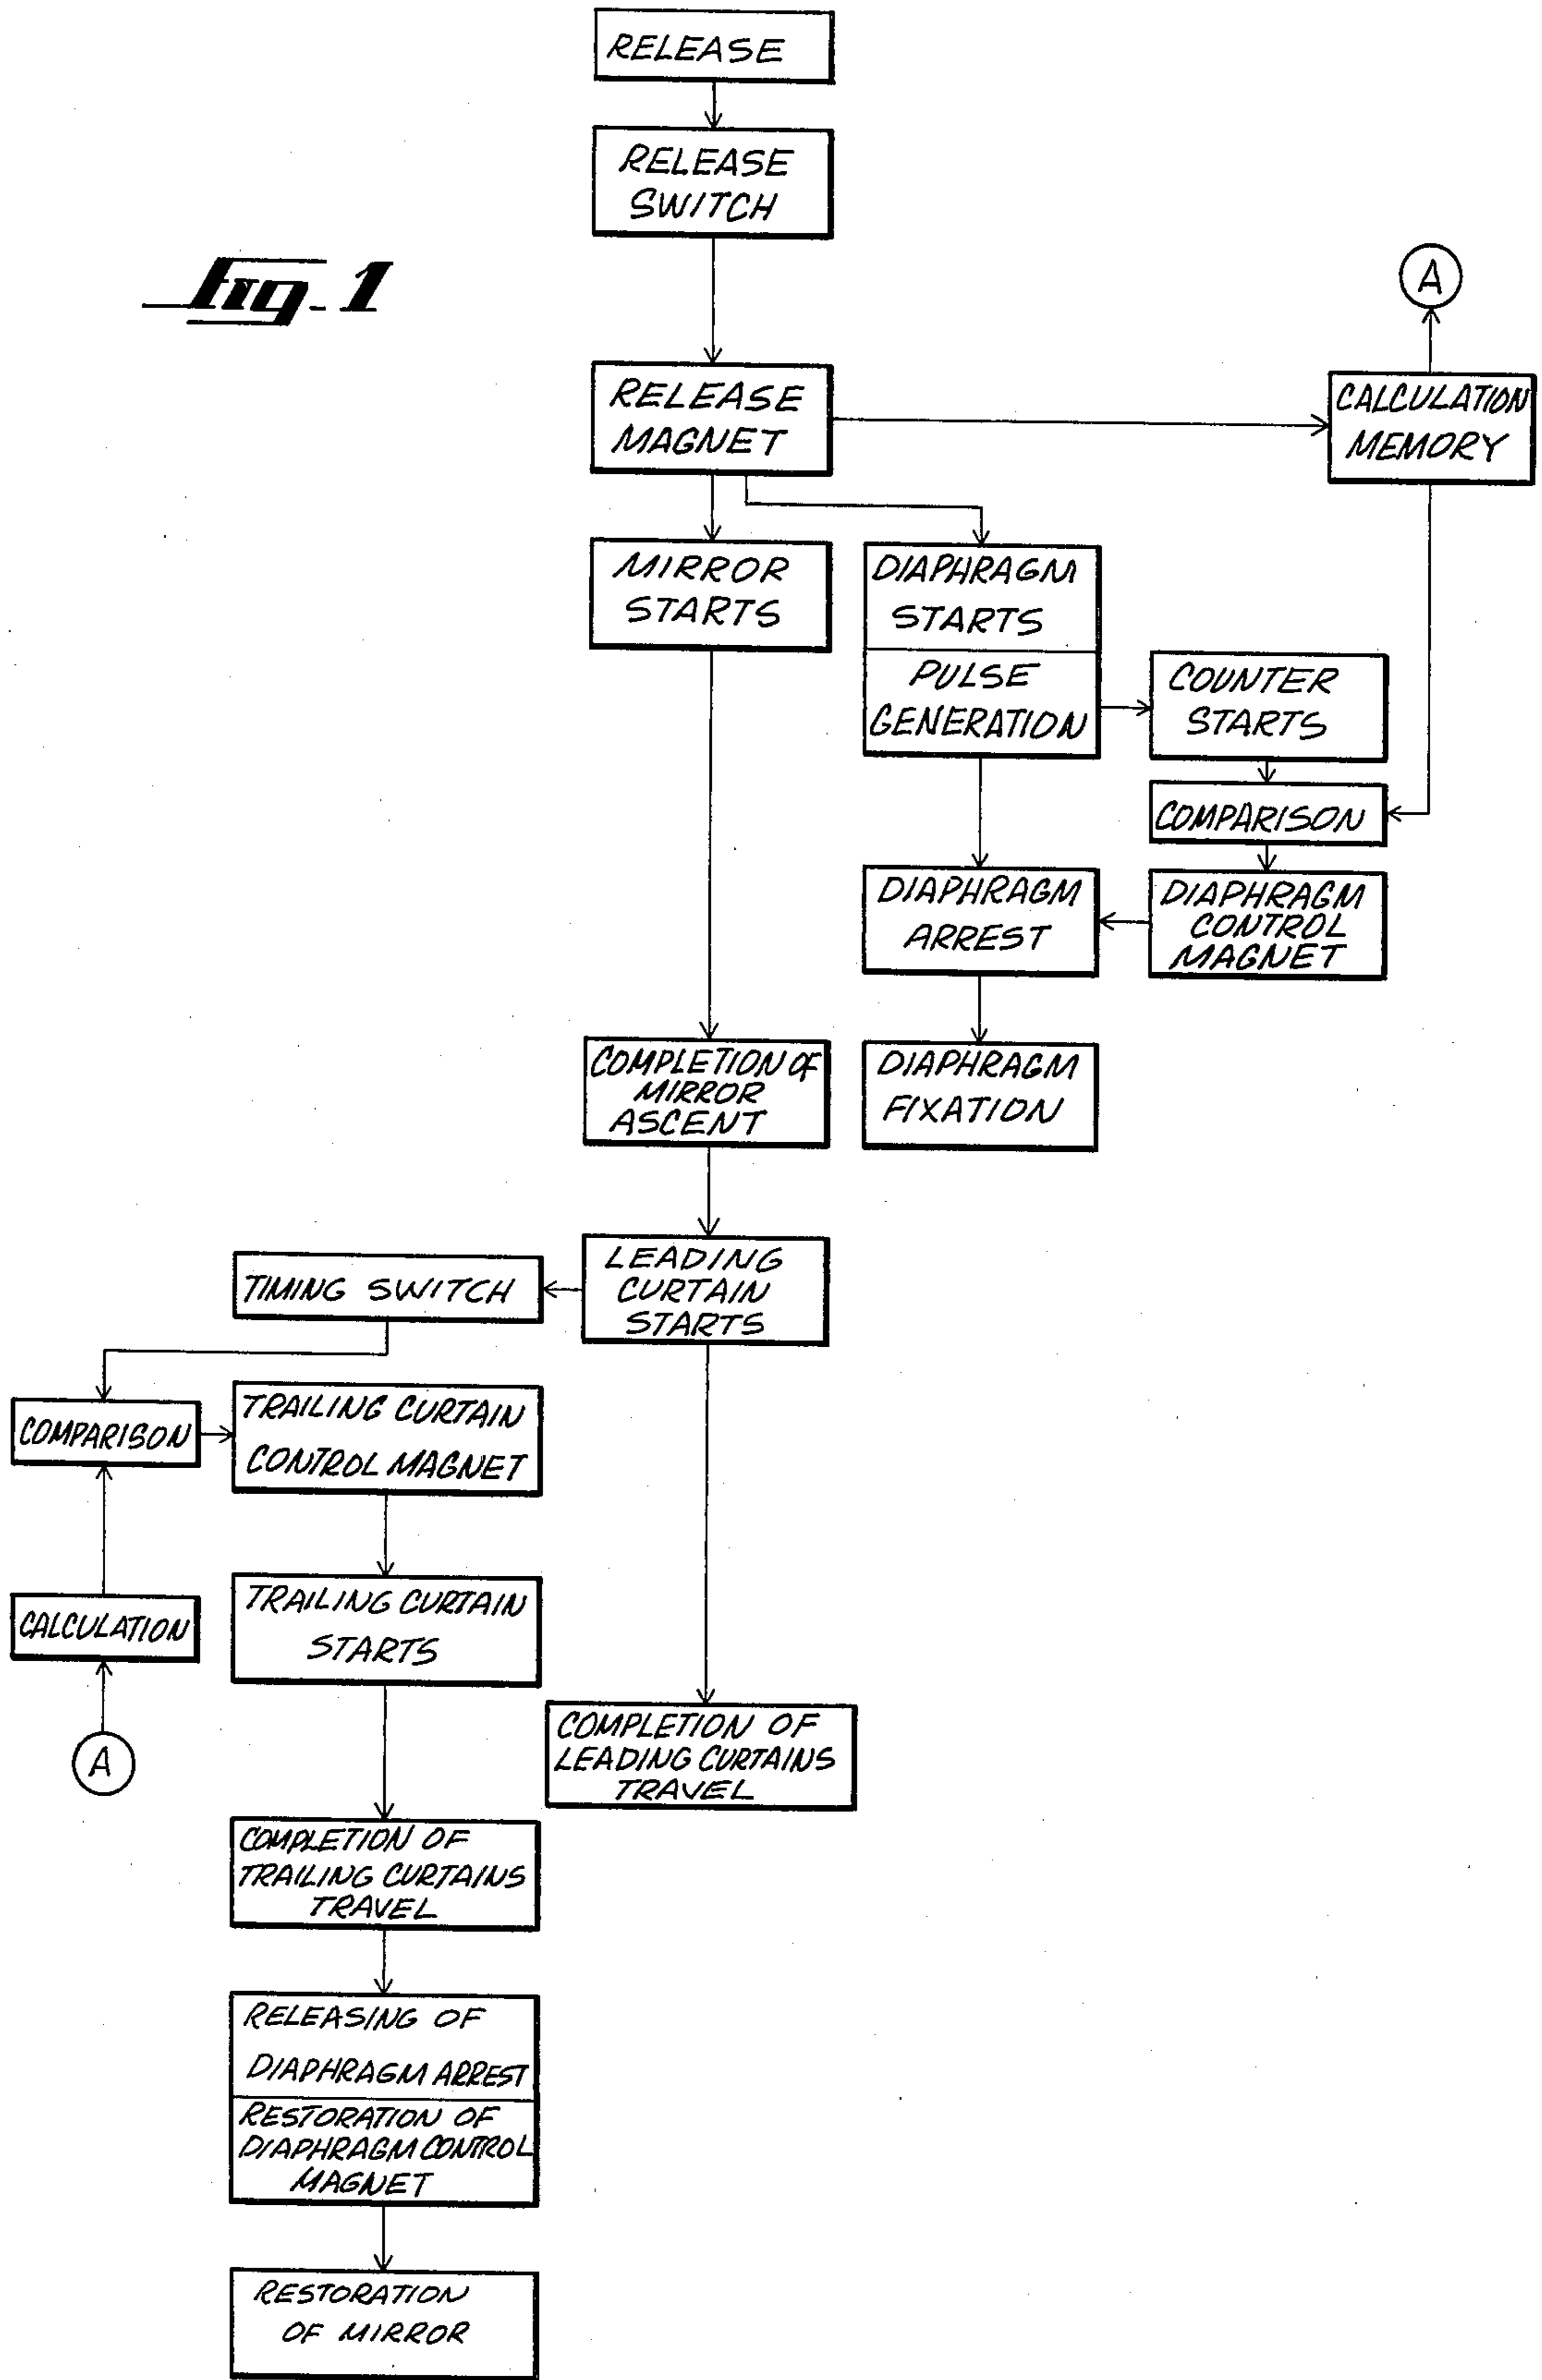 RELEASE
RELEASE
SWITCH
Fig. 1
A
RELEASE
MAGNET
CALCULATION
MEMORY
MIRROR
STARTS
DIAPHRAGM
STARTS
PULSE
GENERATION
COUNTER
STARTS
COMPARISON
DIAPHRAGM
ARREST
DIAPHRAGM
CONTROL
MAGNET
COMPLETION OF
MIRROR
ASCENT
DIAPHRAGM
FIXATION
LEADING
CURTAIN
STARTS
TIMING SWITCH
COMPARISON
TRAILING CURTAIN
CONTROL MAGNET
CALCULATION
TRAILING CURTAIN
STARTS
A
COMPLETION OF
LEADING CURTAINS
TRAVEL
COMPLETION OF
TRAILING CURTAINS
TRAVEL
RELEASING OF
DIAPHRAGM ARREST
RESTORATION OF
DIAPHRAGM CONTROL
MAGNET
RESTORATION
OF MIRROR